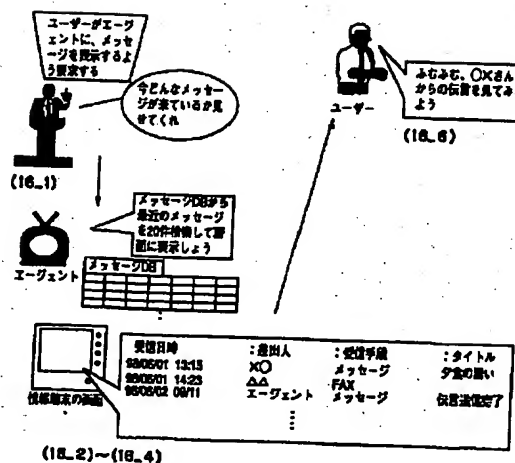 ユーザーがエージ
ェントに、メッセ
ージを提示するよ
う要求する
今どんなメッセー
ジが来ているか見
せてくれ
(16_1)
メッセージDBから
最近のメッセージ
を20件検索して画
面に表示しよう
エージェント
メッセージDB
ユーザー
ふむふむ、○×さん
からの伝言を見てみ
よう
(16_6)
受信日時 :差出人 :受信手段 :タイトル
98/06/01 13:15 ×○ メッセージ 夕食の誘い
98/06/01 14:23 △△ FAX
98/06/02 09/11 エージェント メッセージ 伝言送信完了
端末の画面
(16_2)~(16_4)